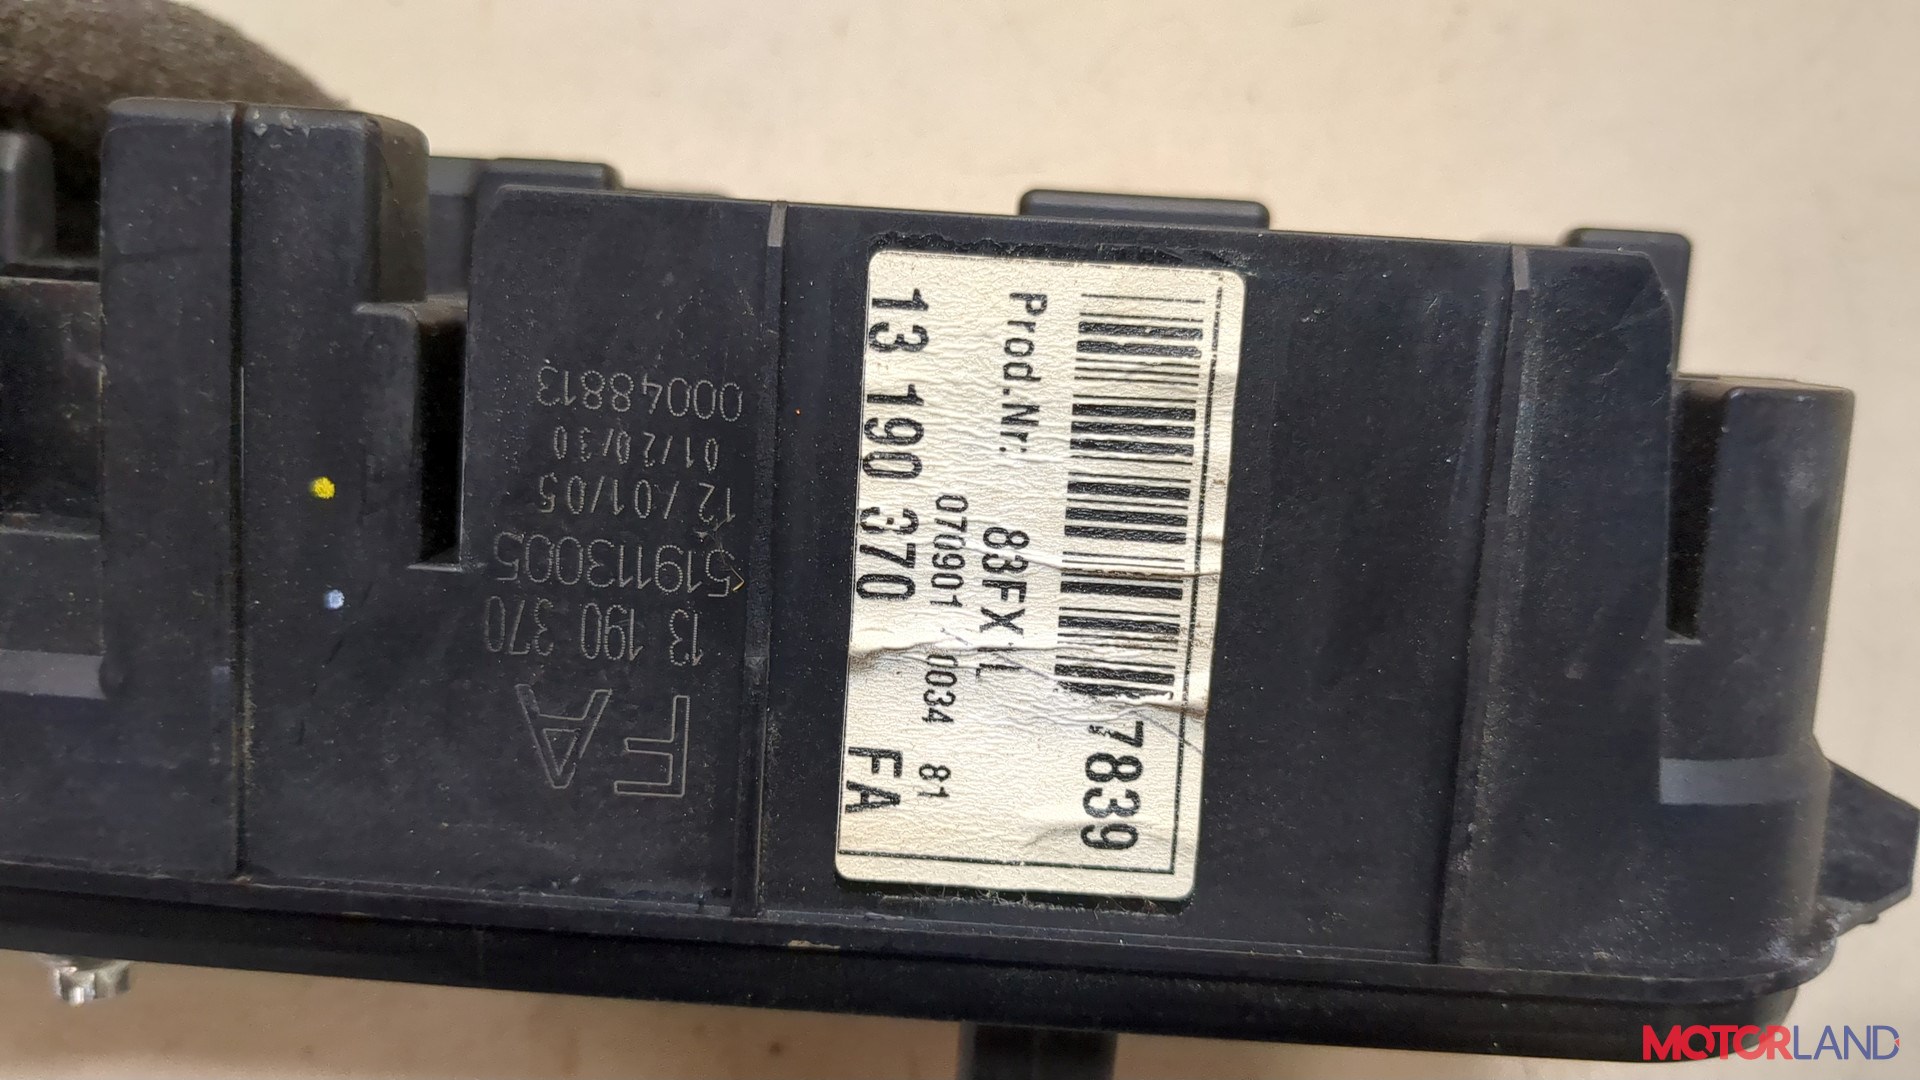 7839
Prod.Nr.: 83FX1L
070901 / 0034 81
13 190 370 FA
FA
13 190 370
519113005
12/01/05
01/20/30
00048813
MOTORLAND